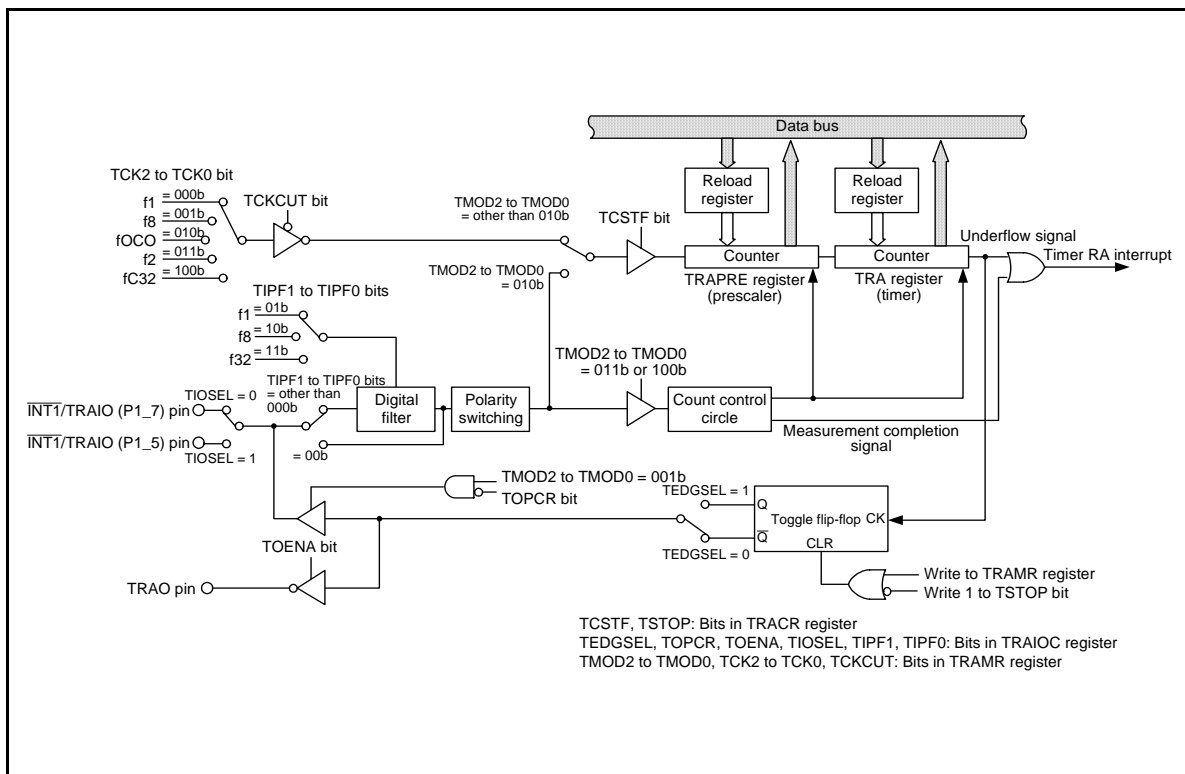 Data bus
TCK2 to TCK0 bit
f1
= 000b
f8
= 001b
fOCO
= 010b
f2
= 011b
fC32
= 100b
TCKCUT bit
TMOD2 to TMOD0
= other than 010b
TMOD2 to TMOD0
= 010b
TCSTF bit
Reload
register
Reload
register
Counter
Counter
TRAPRE register
(prescaler)
TRA register
(timer)
Underflow signal
Timer RA interrupt
TIPF1 to TIPF0 bits
f1
= 01b
f8
= 10b
f32
= 11b
TMOD2 to TMOD0
= 011b or 100b
TIOSEL = 0
INT1/TRAIO (P1_7) pin
INT1/TRAIO (P1_5) pin
TIOSEL = 1
TIPF1 to TIPF0 bits
= other than
000b
= 00b
Digital
filter
Polarity
switching
Count control
circle
Measurement completion
signal
TMOD2 to TMOD0 = 001b
TOPCR bit
TEDGSEL = 1
TEDGSEL = 0
Q
Toggle flip-flop
CK
Q
CLR
TOENA bit
TRAO pin
Write to TRAMR register
Write 1 to TSTOP bit
TCSTF, TSTOP: Bits in TRACR register
TEDGSEL, TOPCR, TOENA, TIOSEL, TIPF1, TIPF0: Bits in TRAIOC register
TMOD2 to TMOD0, TCK2 to TCK0, TCKCUT: Bits in TRAMR register